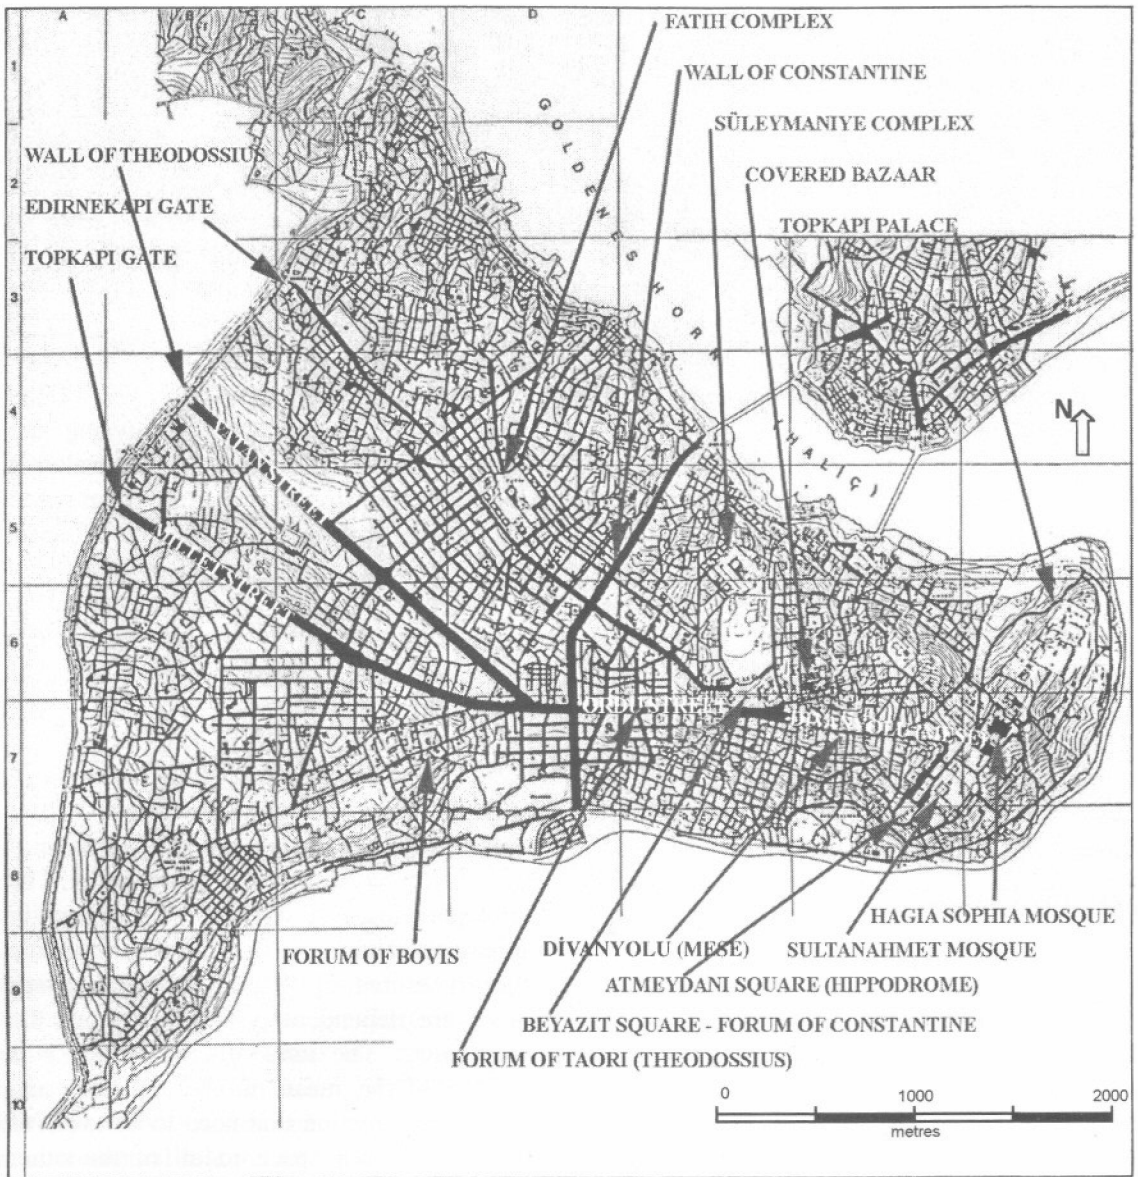 A B C D
FATIH COMPLEX
1
WALL OF CONSTANTINE
GOLDENES HORN
SÜLEYMANIYE COMPLEX
WALL OF THEODOSSIUS
COVERED BAZAAR
2
EDIRNEKAPI GATE
TOPKAPI PALACE
TOPKAPI GATE
3
4
N
(HALİÇ)
5
6
ORDU STREET
7
8
HAGIA SOPHIA MOSQUE
FORUM OF BOVIS
DİVANYOLU (MESE)
SULTANAHMET MOSQUE
ATMEYDANI SQUARE (HIPPODROME)
9
BEYAZIT SQUARE - FORUM OF CONSTANTINE
FORUM OF TAORI (THEODOSSIUS)
10
0 1000 2000
metres